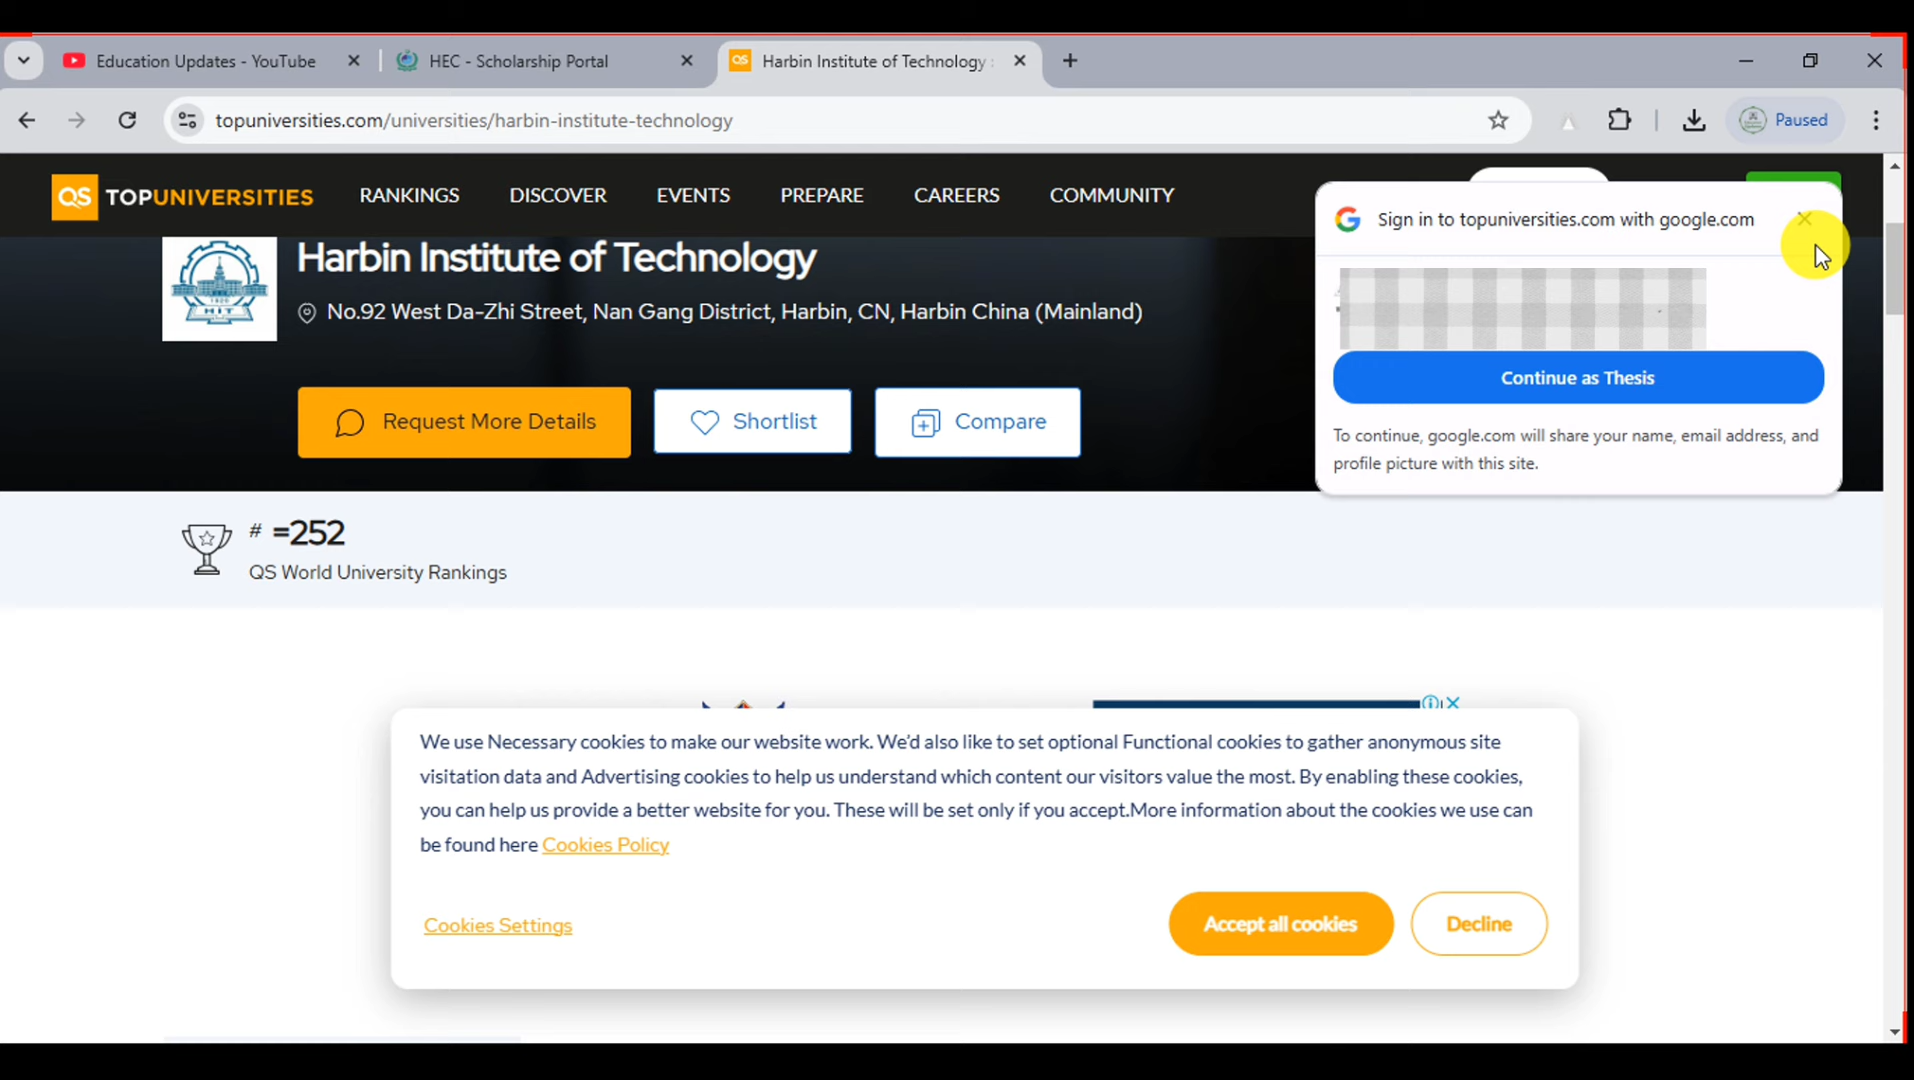 Education Updates - YouTube
HEC - Scholarship Portal
Harbin Institute of Technology
topuniversities.com/universities/harbin-institute-technology
Paused
QS TOPUNIVERSITIES
RANKINGS
DISCOVER
EVENTS
PREPARE
CAREERS
COMMUNITY
Sign in to topuniversities.com with google.com
Continue as Thesis
To continue, google.com will share your name, email address, and
profile picture with this site.
HIT
Harbin Institute of Technology
No.92 West Da-Zhi Street, Nan Gang District, Harbin, CN, Harbin China (Mainland)
Request More Details
Shortlist
Compare
# =252
QS World University Rankings
We use Necessary cookies to make our website work. We’d also like to set optional Functional cookies to gather anonymous site
visitation data and Advertising cookies to help us understand which content our visitors value the most. By enabling these cookies,
you can help us provide a better website for you. These will be set only if you accept.More information about the cookies we use can
be found here Cookies Policy
Cookies Settings
Accept all cookies
Decline